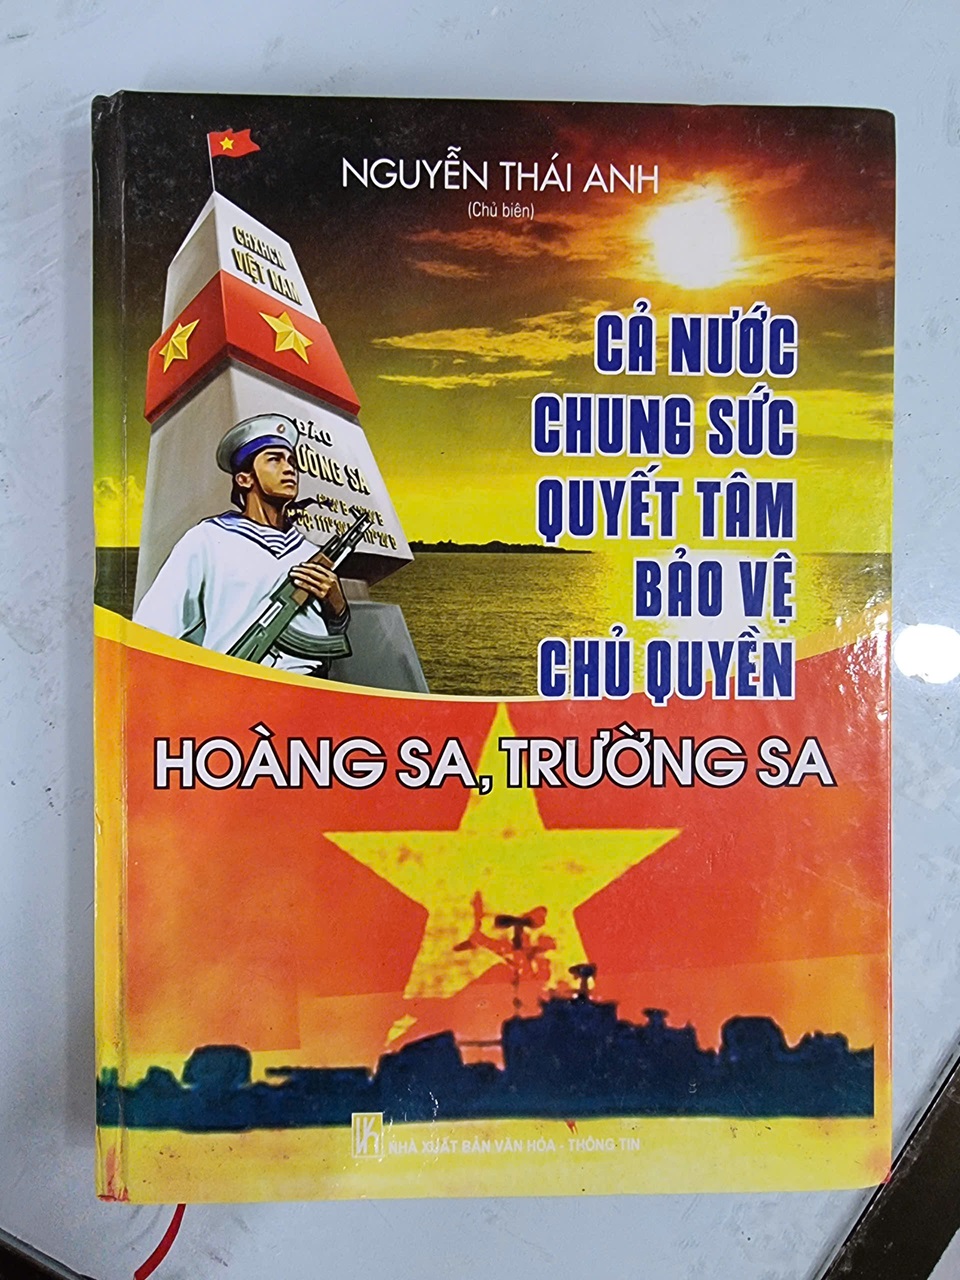 NGUYỄN THÁI ANH
(Chủ biên)
CHXHCN
VIỆT NAM
CẢ NƯỚC
CHUNG SỨC
QUYẾT TÂM
BẢO VỆ
CHỦ QUYỀN
HOÀNG SA, TRƯỜNG SA
NHÀ XUẤT BẢN VĂN HÓA - THÔNG TIN